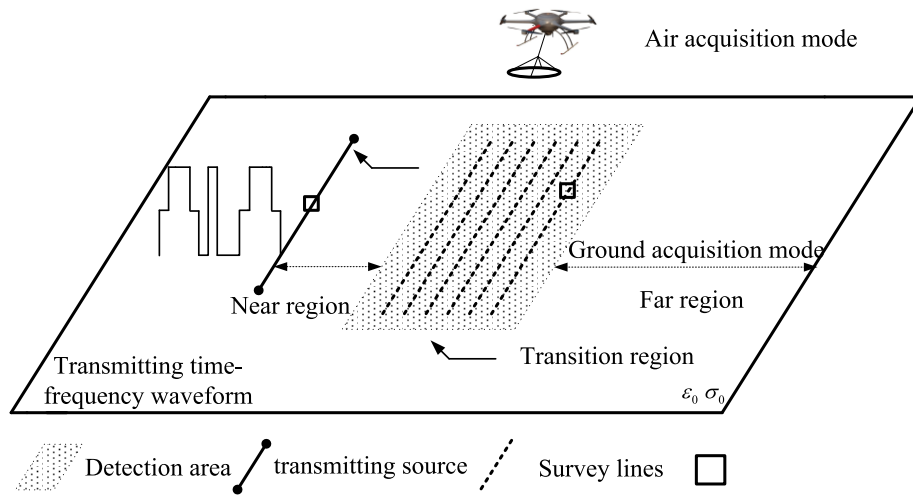 Air acquisition mode
Ground acquisition mode
Near region
Far region
Transition region
Transmitting time-
frequency waveform
ε₀ σ₀
Detection area
transmitting source
Survey lines